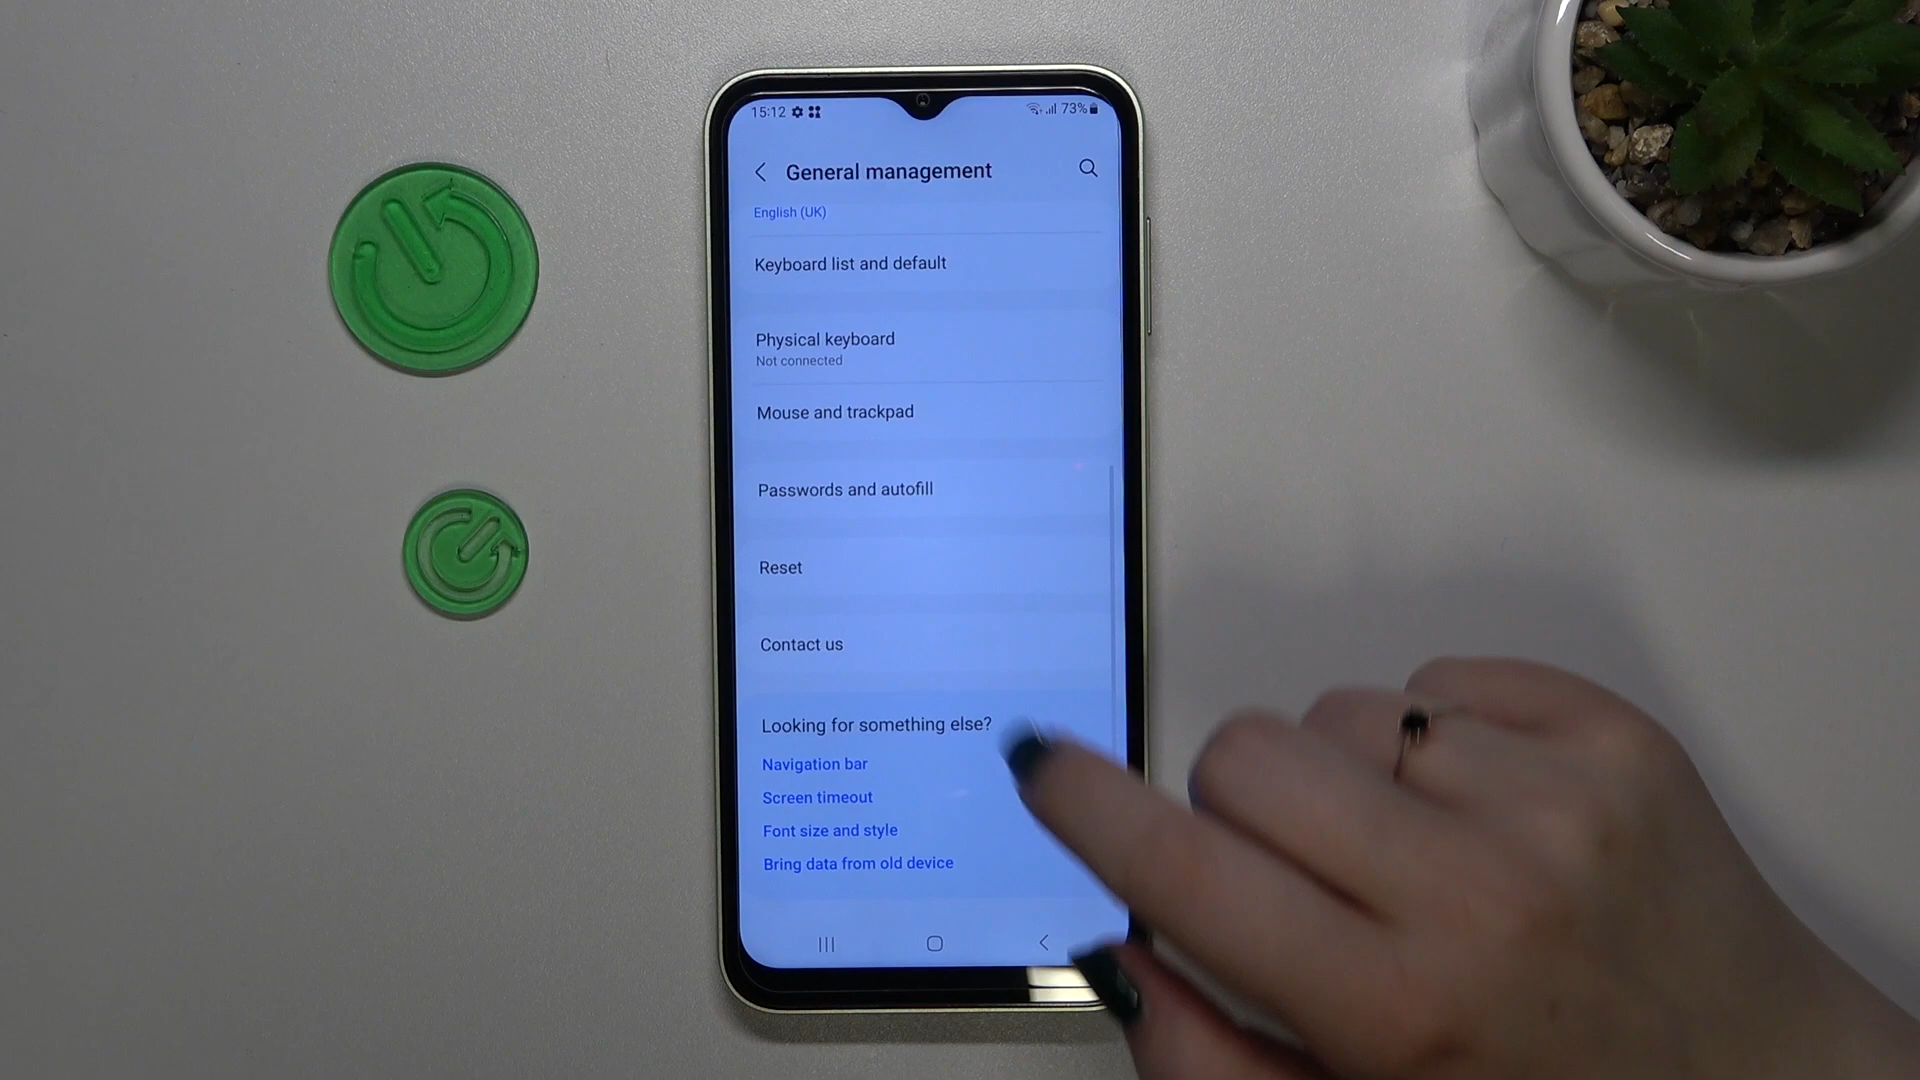 15:12 73%
General management
English (UK)
Keyboard list and default
Physical keyboard
Not connected
Mouse and trackpad
Passwords and autofill
Reset
Contact us
Looking for something else?
Navigation bar
Screen timeout
Font size and style
Bring data from old device